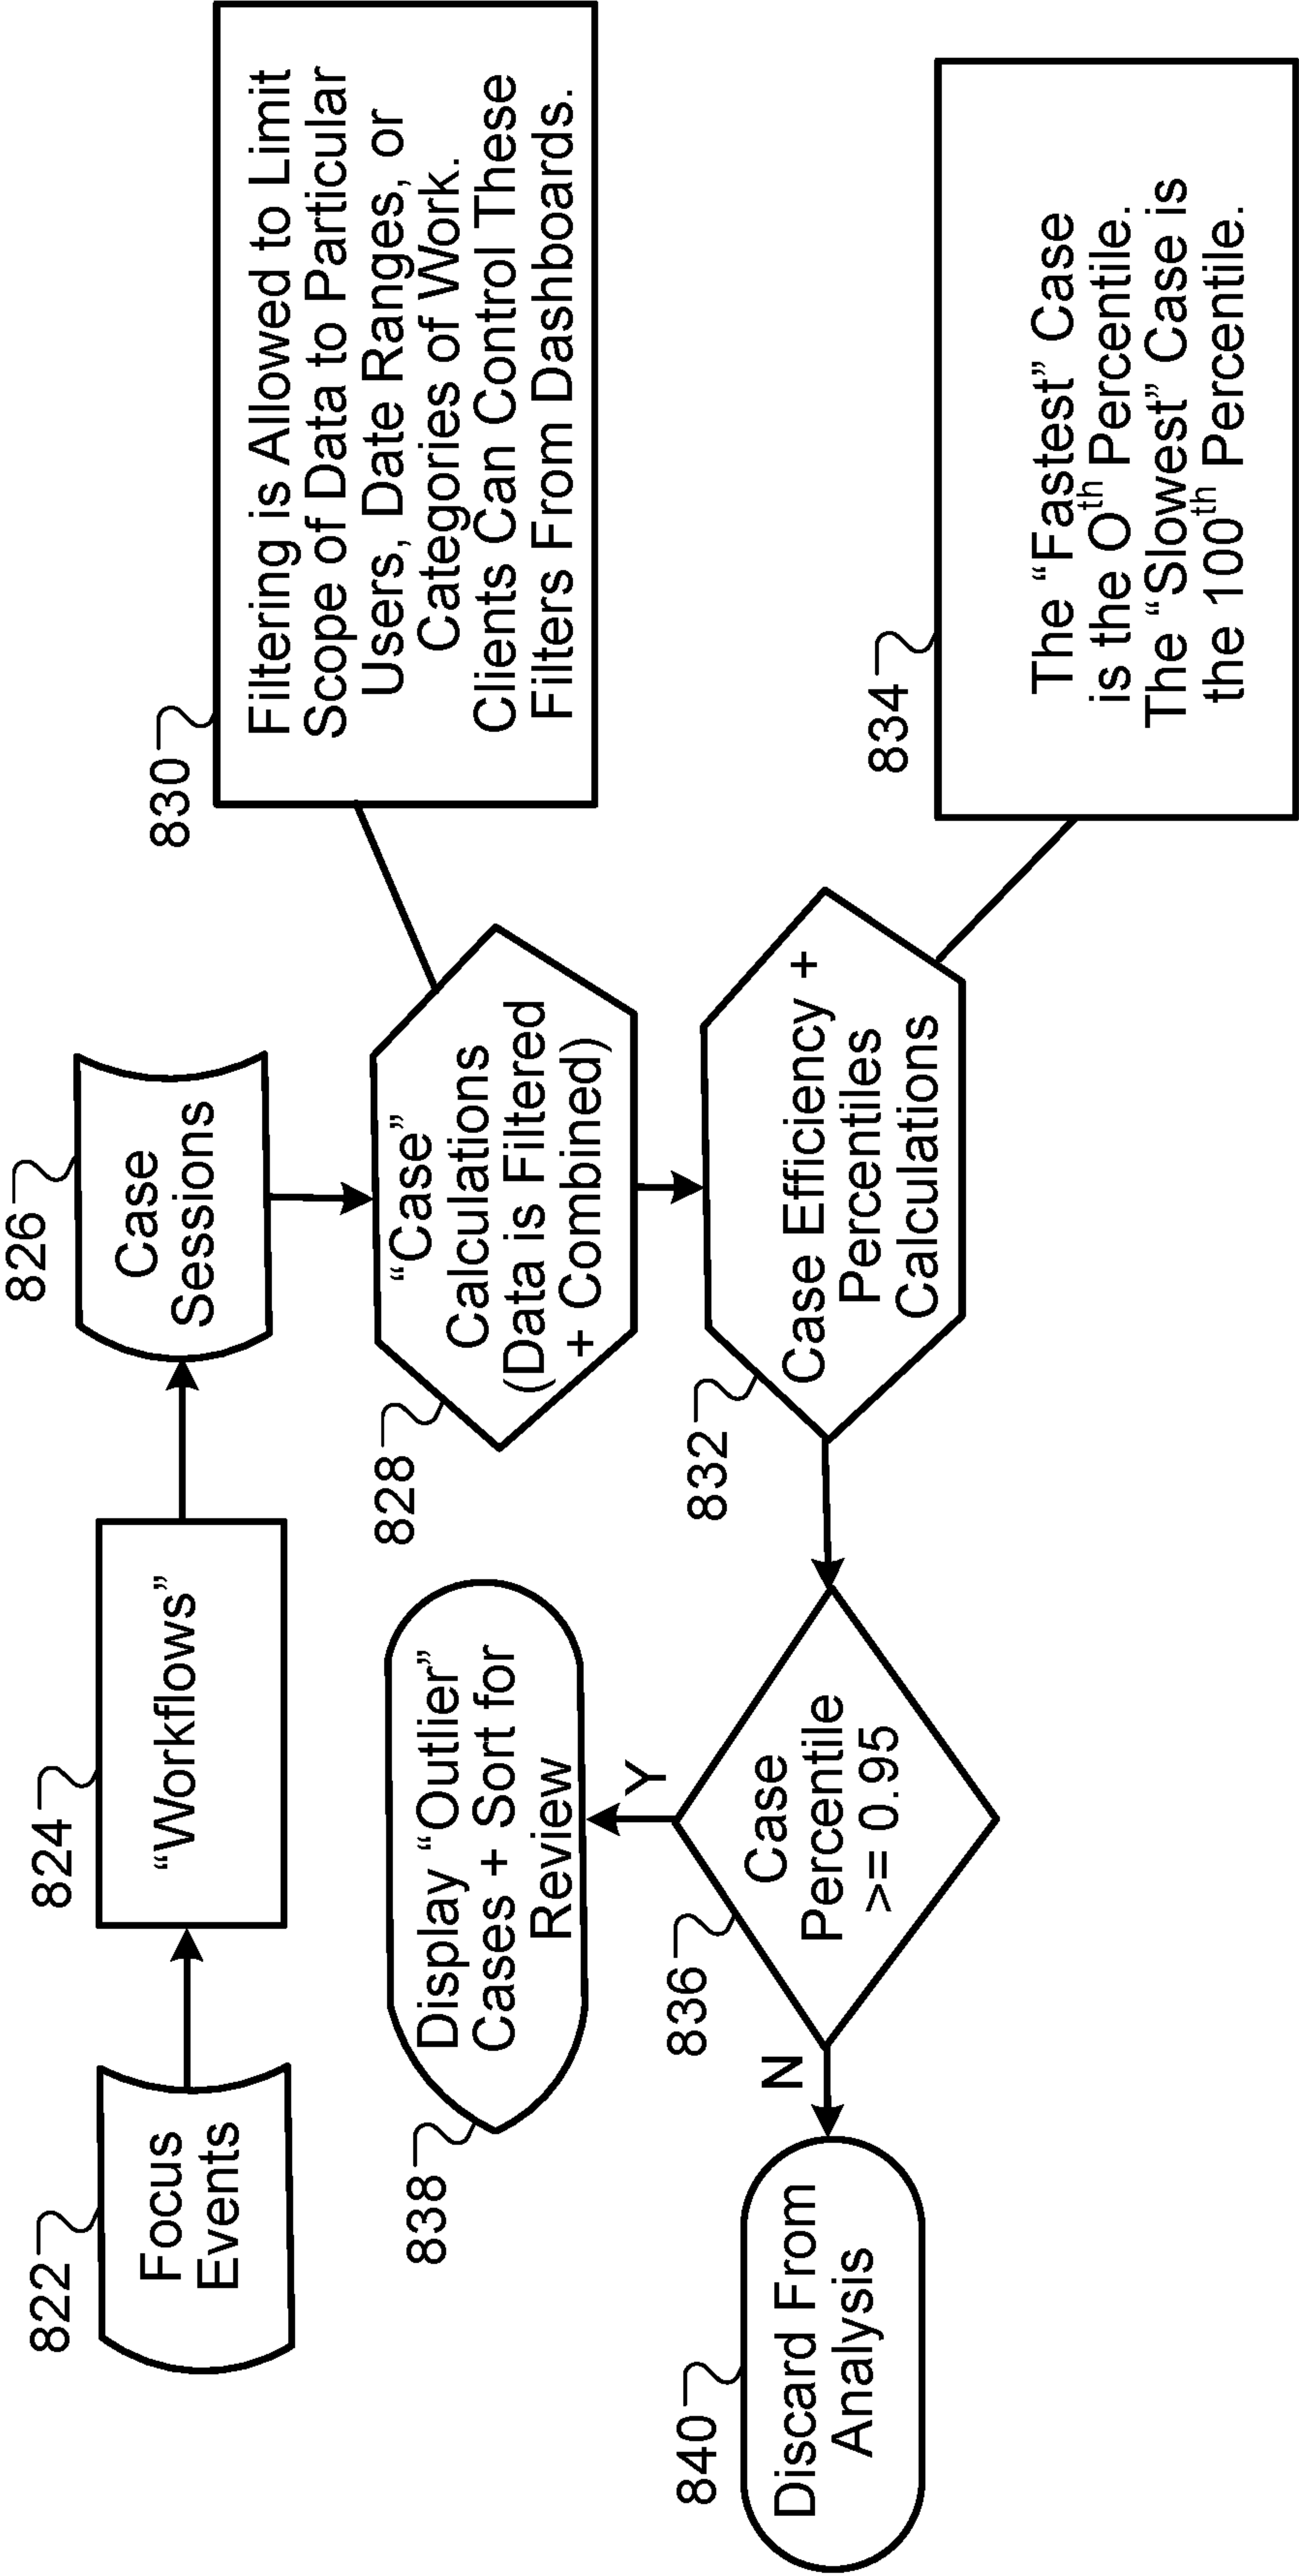 822
Focus
Events
824
“Workflows”
826
Case
Sessions
828
“Case”
Calculations
(Data is Filtered
+ Combined)
830
Filtering is Allowed to Limit
Scope of Data to Particular
Users, Date Ranges, or
Categories of Work.
Clients Can Control These
Filters From Dashboards.
832
Case Efficiency +
Percentiles
Calculations
834
The “Fastest” Case
is the Oth Percentile.
The “Slowest” Case is
the 100th Percentile.
836
Case
Percentile
>= 0.95
Y
N
838
Display “Outlier”
Cases + Sort for
Review
840
Discard From
Analysis